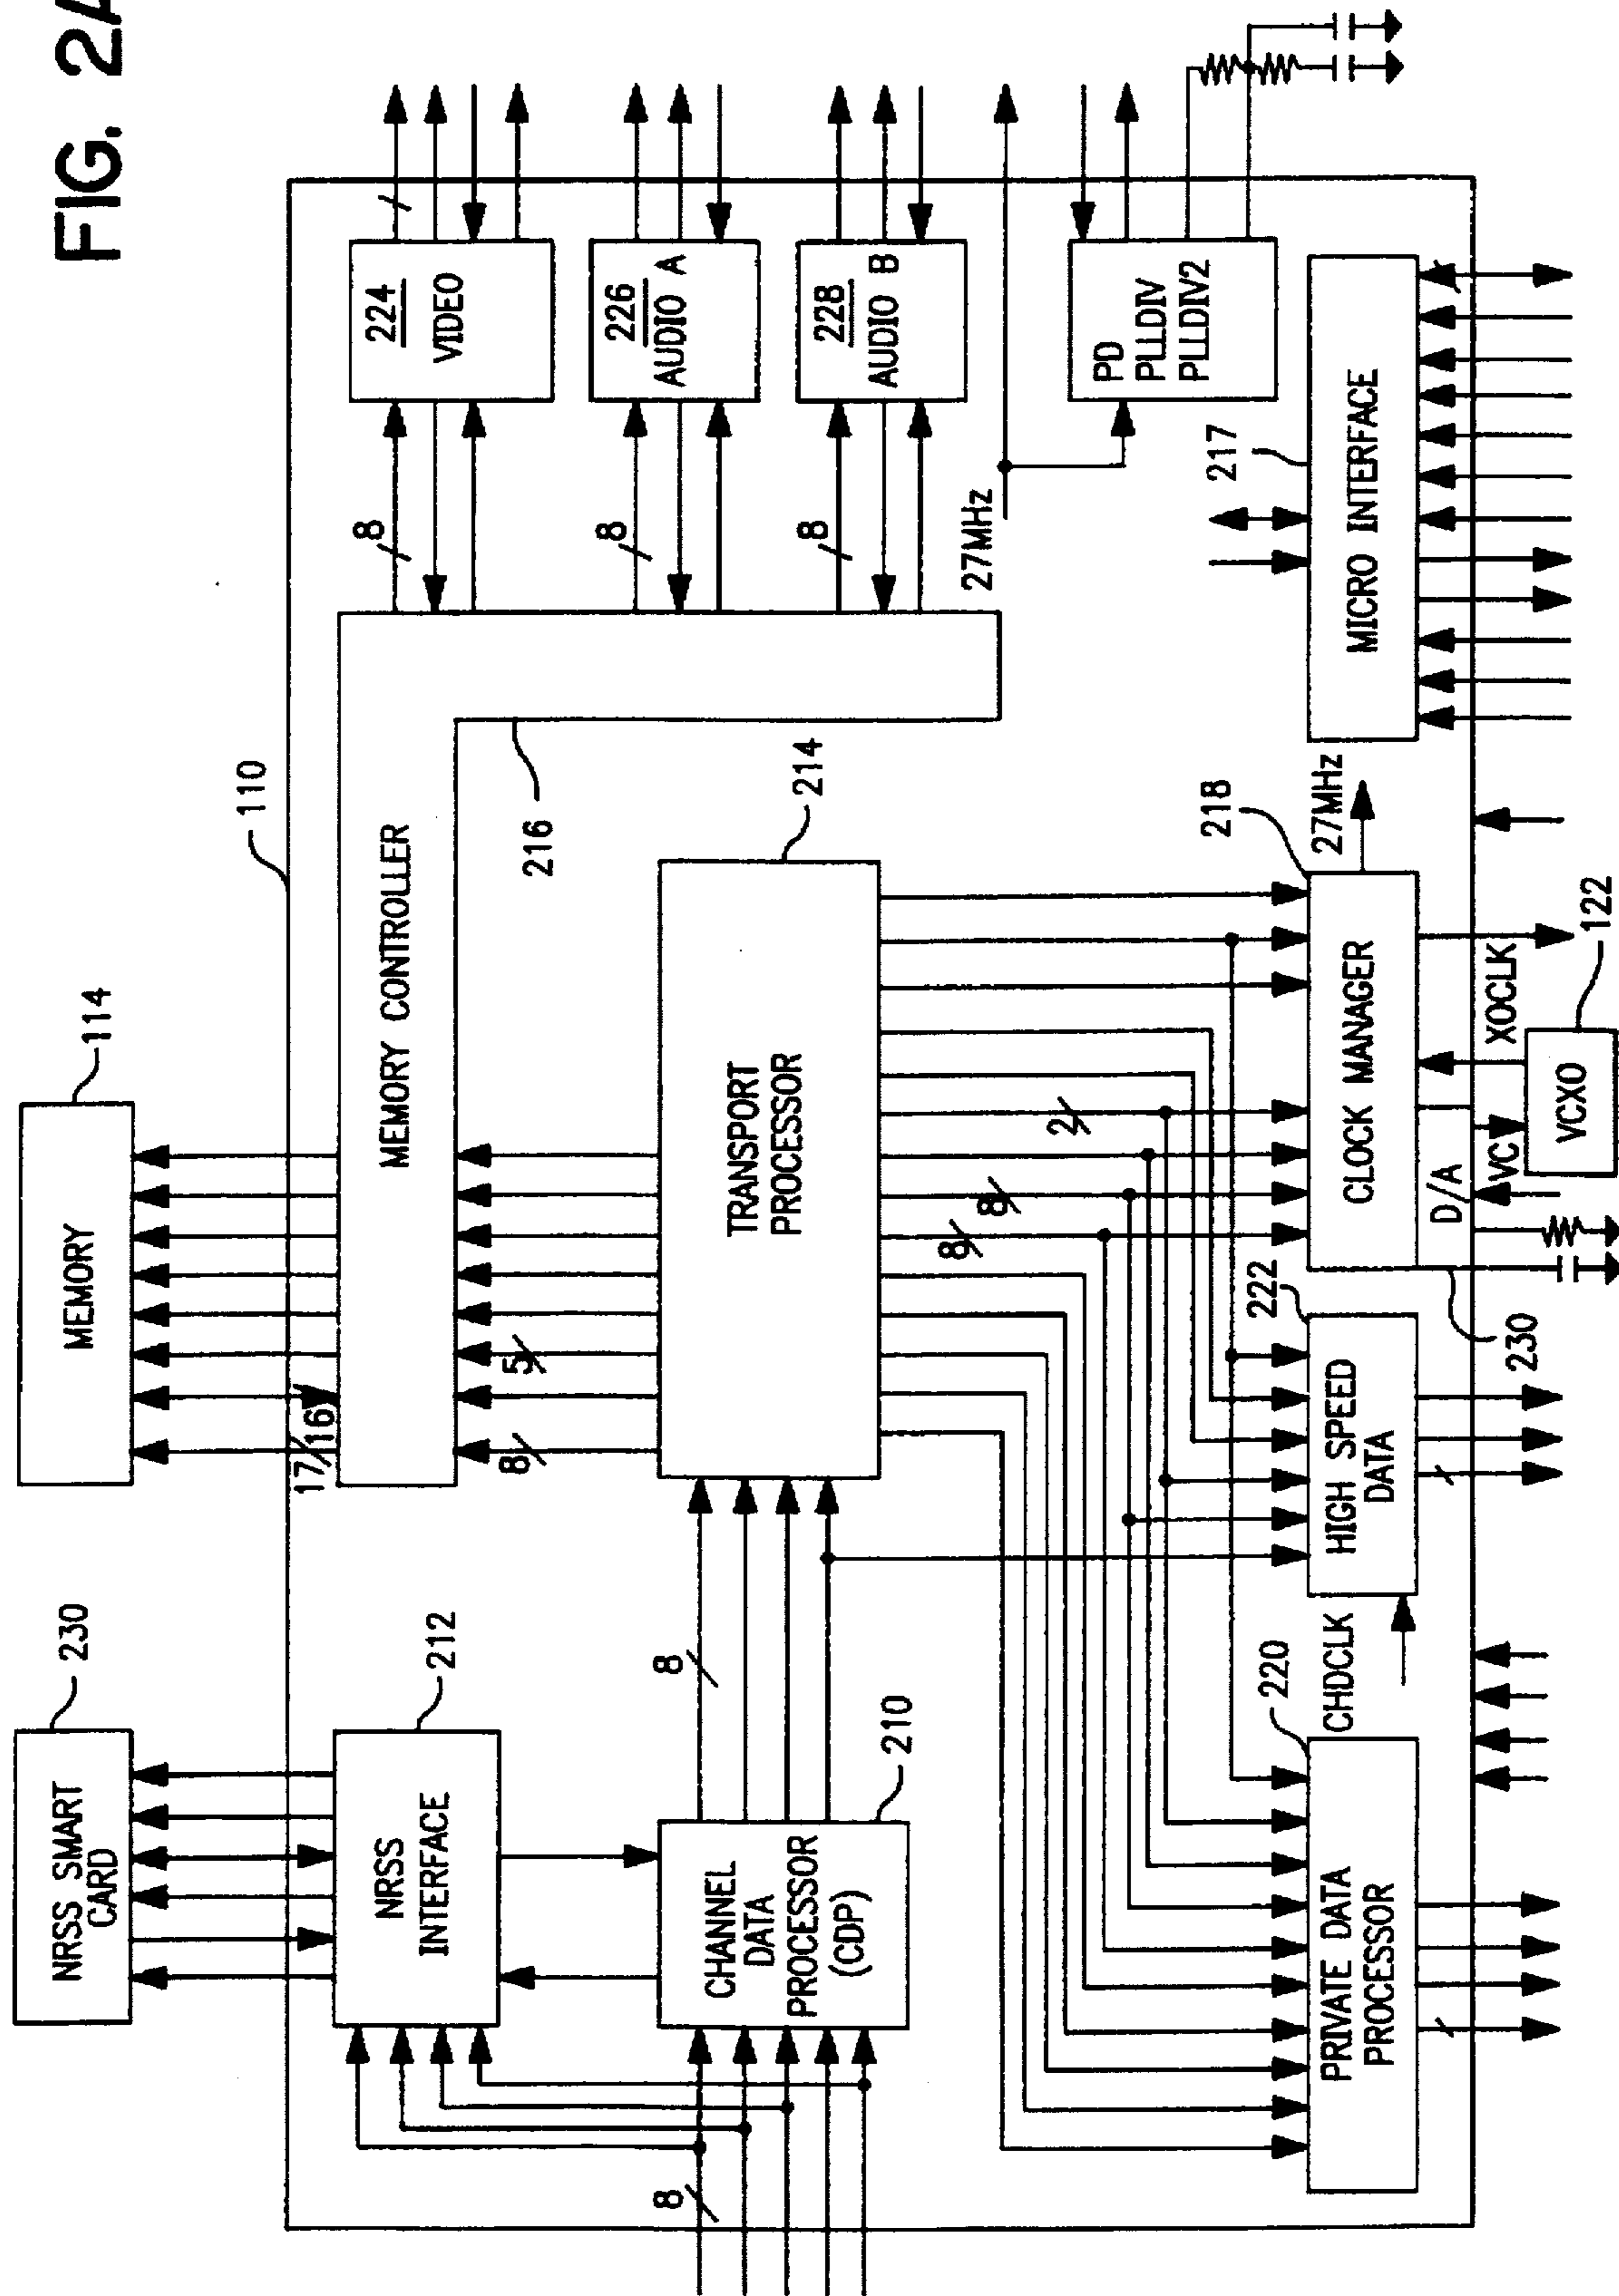 FIG. 2A
110
230
NRSS SMART
CARD
MEMORY
114
212
NRSS
INTERFACE
17
16
MEMORY CONTROLLER
216
8
224
VIDEO
8
226
AUDIO A
8
228
AUDIO B
8
CHANNEL
DATA
PROCESSOR
(CDP)
210
8
8
5
TRANSPORT
PROCESSOR
214
27MHz
PD
PLLDIV
PLLDIV2
8
8
2
220
PRIVATE DATA
PROCESSOR
CHDCLK
222
HIGH SPEED
DATA
218
CLOCK MANAGER
27MHz
217
MICRO INTERFACE
230
D/A
VC
XOCLK
VCXO
122